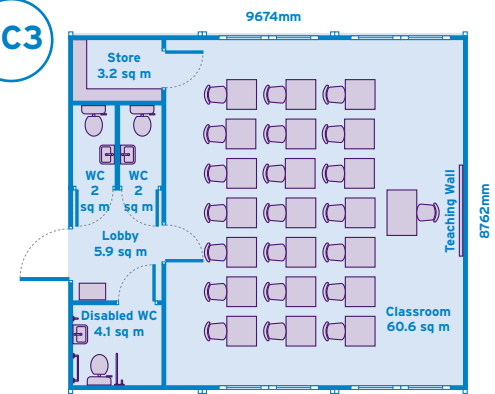 C3
9674mm
Store
3.2 sq m
WC
2
sq m
WC
2
sq m
Lobby
5.9 sq m
Disabled WC
4.1 sq m
Teaching Wall
8762mm
Classroom
60.6 sq m